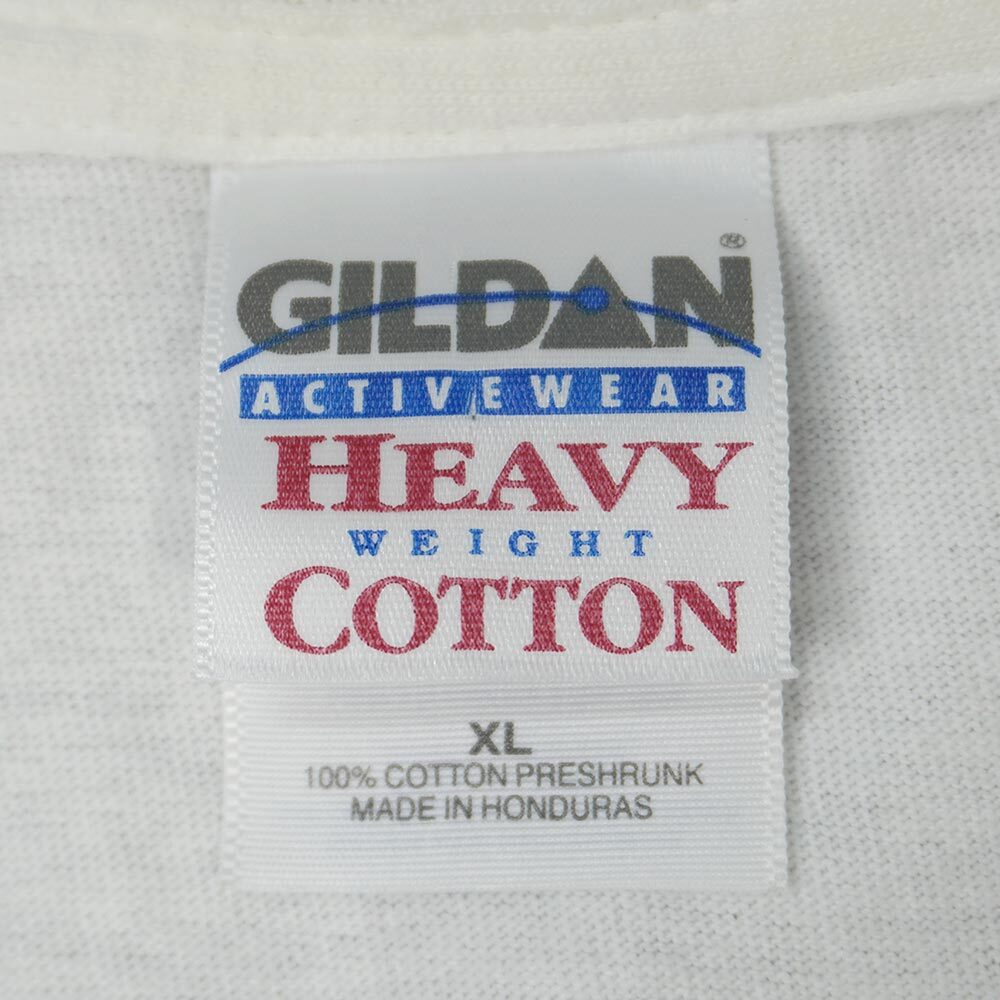 GILDAN®
ACTIVEWEAR
HEAVY
WEIGHT
COTTON
XL
100% COTTON PRESHRUNK
MADE IN HONDURAS